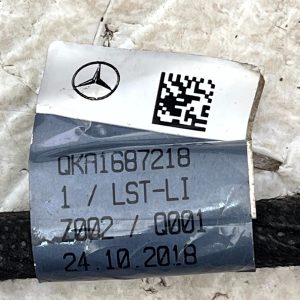 QKA1687218
1 / LST-LI
Z002 / Q001
24.10.2018